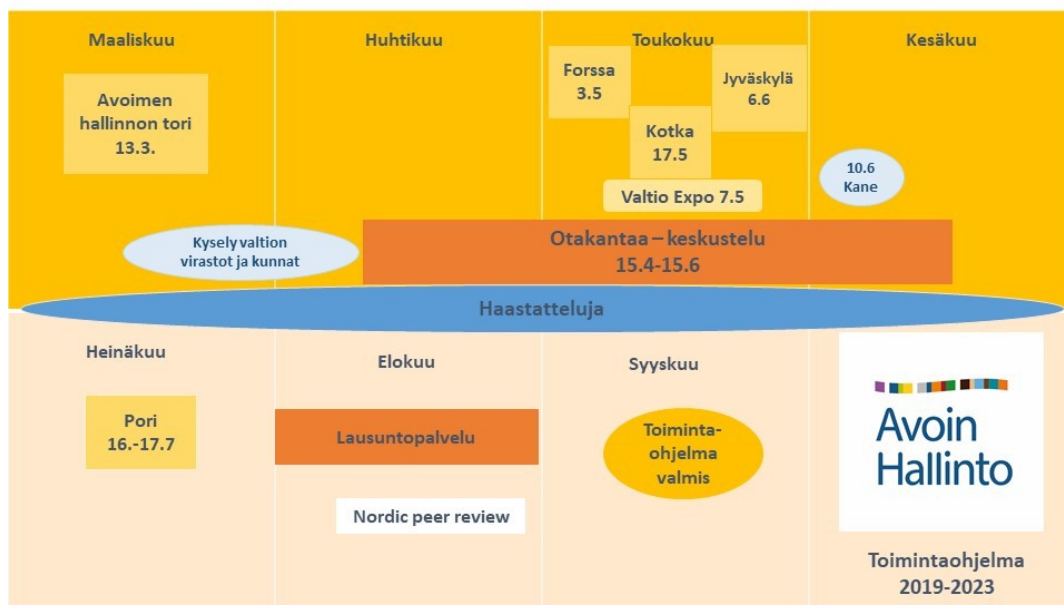 Maaliskuu
Huhtikuu
Toukokuu
Kesäkuu
Avoimen
hallinnon tori
13.3.
Forssa
3.5
Jyväskylä
6.6
Kotka
17.5
Valtio Expo 7.5
10.6
Kane
Kysely valtion
virastot ja kunnat
Otakantaa – keskustelu
15.4-15.6
Haastatteluja
Heinäkuu
Elokuu
Syyskuu
Pori
16.-17.7
Lausuntopalvelu
Nordic peer review
Toiminta-
ohjelma
valmis
Avoin
Hallinto
Toimintaohjelma
2019-2023